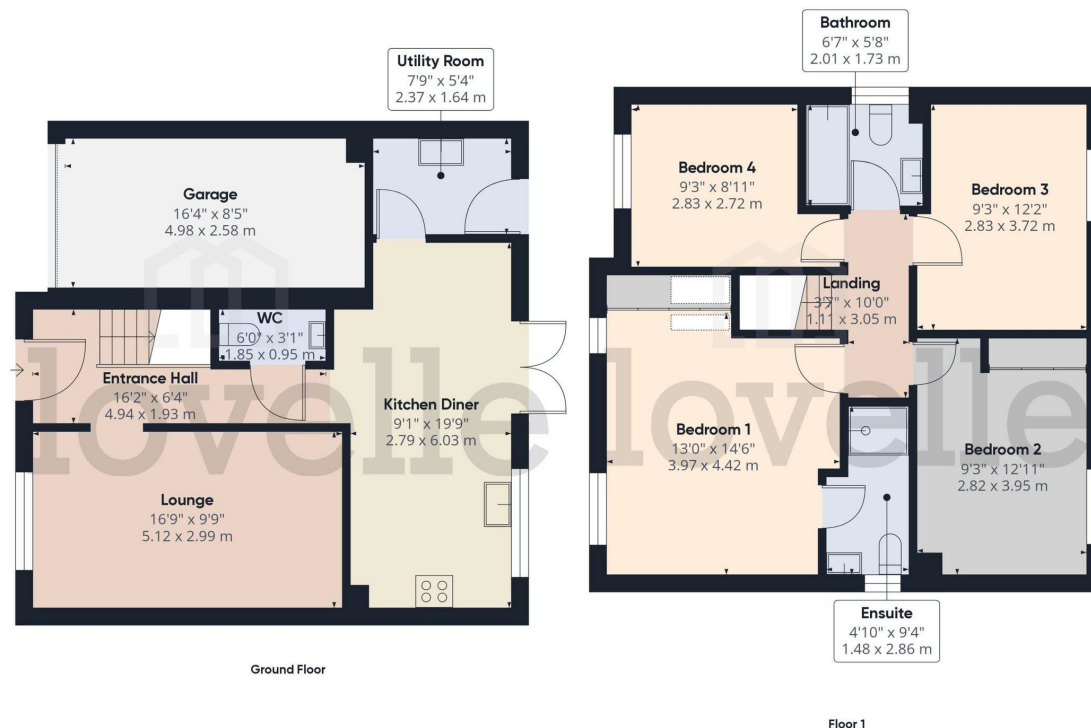 Utility Room
7'9" x 5'4"
2.37 x 1.64 m
Garage
16'4" x 8'5"
4.98 x 2.58 m
WC
6'0" x 3'1"
1.85 x 0.95 m
Entrance Hall
16'2" x 6'4"
4.94 x 1.93 m
Kitchen Diner
9'1" x 19'9"
2.79 x 6.03 m
Lounge
16'9" x 9'9"
5.12 x 2.99 m
lovelle
Ground Floor
Bathroom
6'7" x 5'8"
2.01 x 1.73 m
Bedroom 4
9'3" x 8'11"
2.83 x 2.72 m
Bedroom 3
9'3" x 12'2"
2.83 x 3.72 m
Landing
3'7" x 10'0"
1.11 x 3.05 m
Bedroom 1
13'0" x 14'6"
3.97 x 4.42 m
Bedroom 2
9'3" x 12'11"
2.82 x 3.95 m
lovelle
Ensuite
4'10" x 9'4"
1.48 x 2.86 m
Floor 1